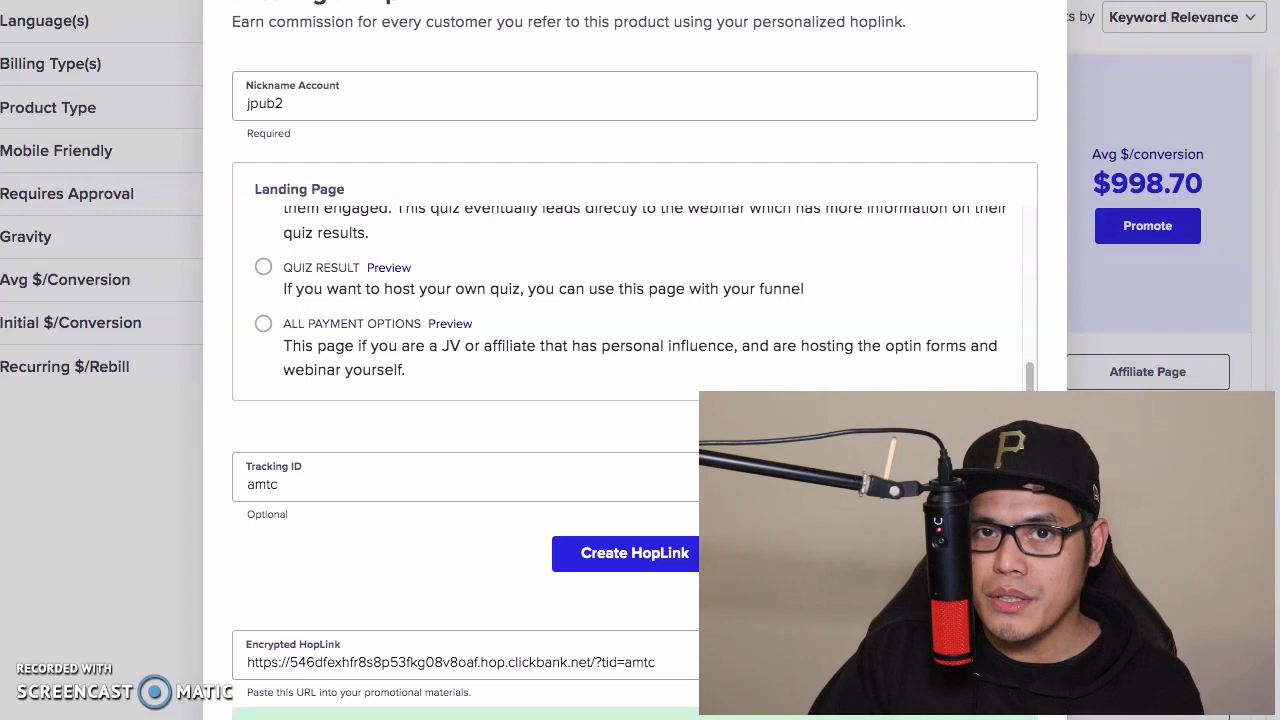 Language(s)
ts by
Keyword Relevance
Earn commission for every customer you refer to this product using your personalized hoplink.
Billing Type(s)
Nickname Account
jpub2
Required
Product Type
Mobile Friendly
Requires Approval
Gravity
Avg $/Conversion
Initial $/Conversion
Recurring $/Rebill
Landing Page
them engaged. This quiz eventually leads directly to the webinar which has more information on their
quiz results.
QUIZ RESULT Preview
If you want to host your own quiz, you can use this page with your funnel
ALL PAYMENT OPTIONS Preview
This page if you are a JV or affiliate that has personal influence, and are hosting the optin forms and
webinar yourself.
Avg $/conversion
$998.70
Promote
Affiliate Page
Tracking ID
amtc
Optional
Create HopLink
Encrypted HopLink
https://546dfexhfr8s8p53fkg08v8oaf.hop.clickbank.net/?tid=amtc
Paste this URL into your promotional materials.
P
RECORDED WITH
SCREENCAST MATIC